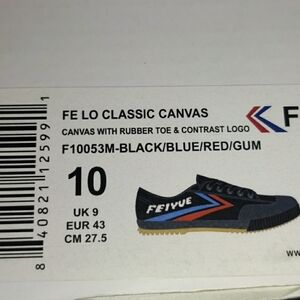 FE LO CLASSIC CANVAS
CANVAS WITH RUBBER TOE & CONTRAST LOGO
F10053M-BLACK/BLUE/RED/GUM
F
10
UK 9
EUR 43
CM 27.5
FEIYUE
8 40821 12599 1
WW